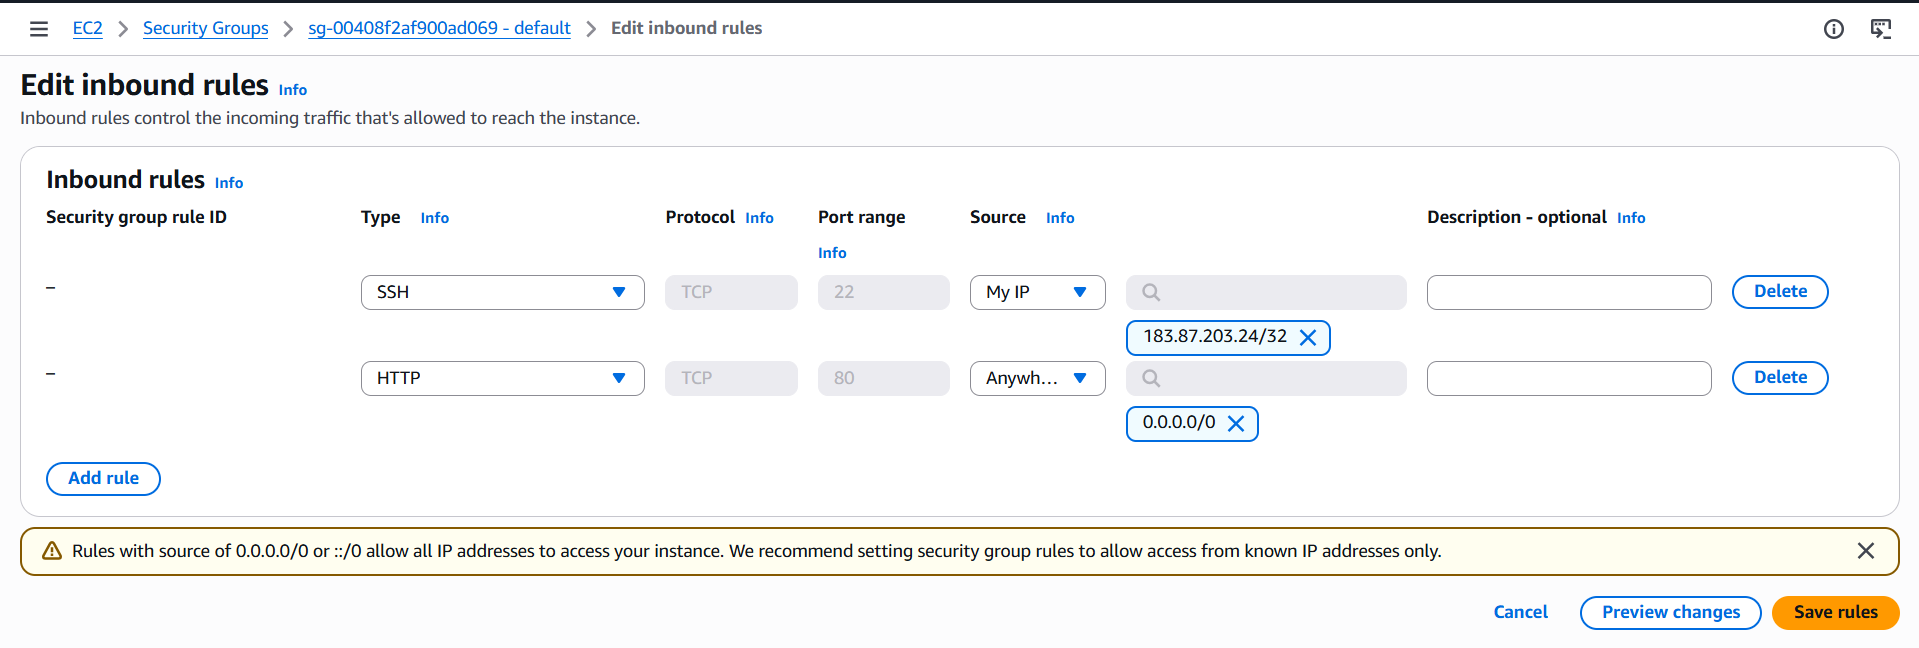 EC2 > Security Groups > sg-00408f2af900ad069 - default > Edit inbound rules
Edit inbound rules Info
Inbound rules control the incoming traffic that's allowed to reach the instance.
Inbound rules Info
Security group rule ID Type Info Protocol Info Port range Source Info Description - optional Info
Info
– SSH TCP 22 My IP Delete
183.87.203.24/32
– HTTP TCP 80 Anywh... Delete
0.0.0.0/0
Add rule
Rules with source of 0.0.0.0/0 or ::/0 allow all IP addresses to access your instance. We recommend setting security group rules to allow access from known IP addresses only.
Cancel Preview changes Save rules